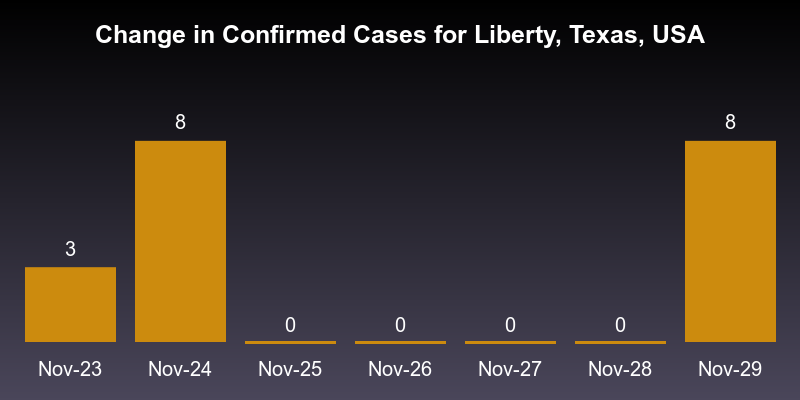 Change in Confirmed Cases for Liberty, Texas, USA
3
8
0
0
0
0
8
Nov-23
Nov-24
Nov-25
Nov-26
Nov-27
Nov-28
Nov-29